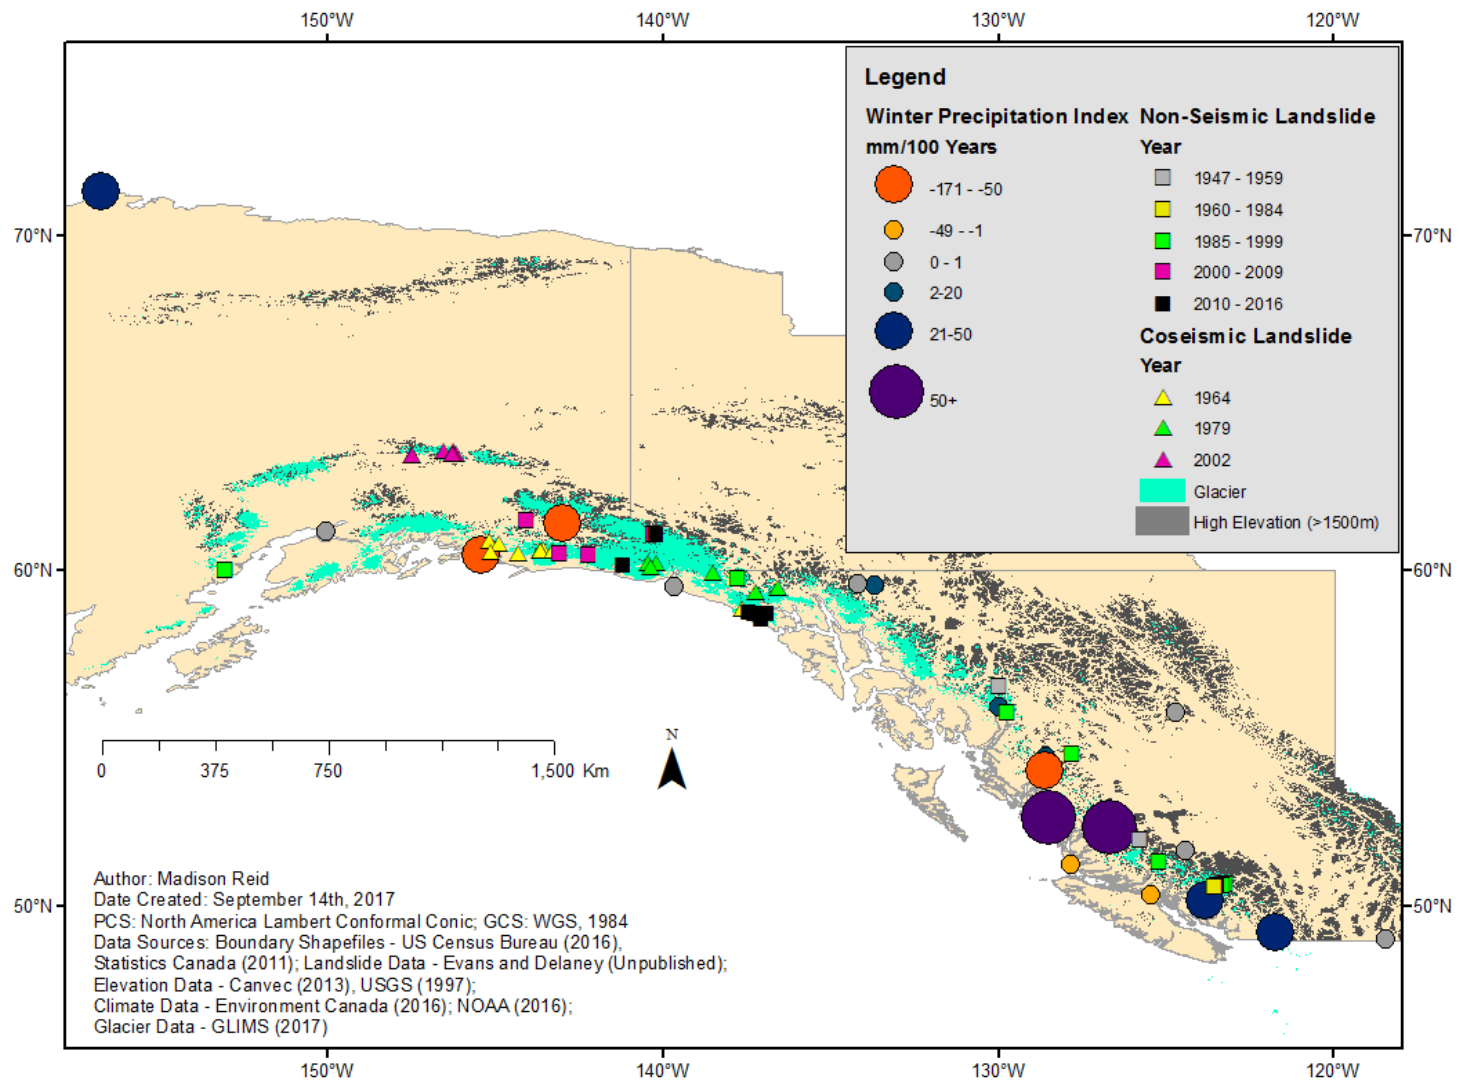 150°W 140°W 130°W 120°W
Legend
Winter Precipitation Index
mm/100 Years
-171 - -50
-49 - -1
0 - 1
2-20
21-50
50+
Non-Seismic Landslide
Year
1947 - 1959
1960 - 1984
1985 - 1999
2000 - 2009
2010 - 2016
Coseismic Landslide
Year
1964
1979
2002
Glacier
High Elevation (>1500m)
70°N 70°N
60°N 60°N
N
0 375 750 1,500 Km
Author: Madison Reid
Date Created: September 14th, 2017
PCS: North America Lambert Conformal Conic; GCS: WGS, 1984
Data Sources: Boundary Shapefiles - US Census Bureau (2016),
Statistics Canada (2011); Landslide Data - Evans and Delaney (Unpublished);
Elevation Data - Canvec (2013), USGS (1997);
Climate Data - Environment Canada (2016); NOAA (2016);
Glacier Data - GLIMS (2017)
50°N 50°N
150°W 140°W 130°W 120°W